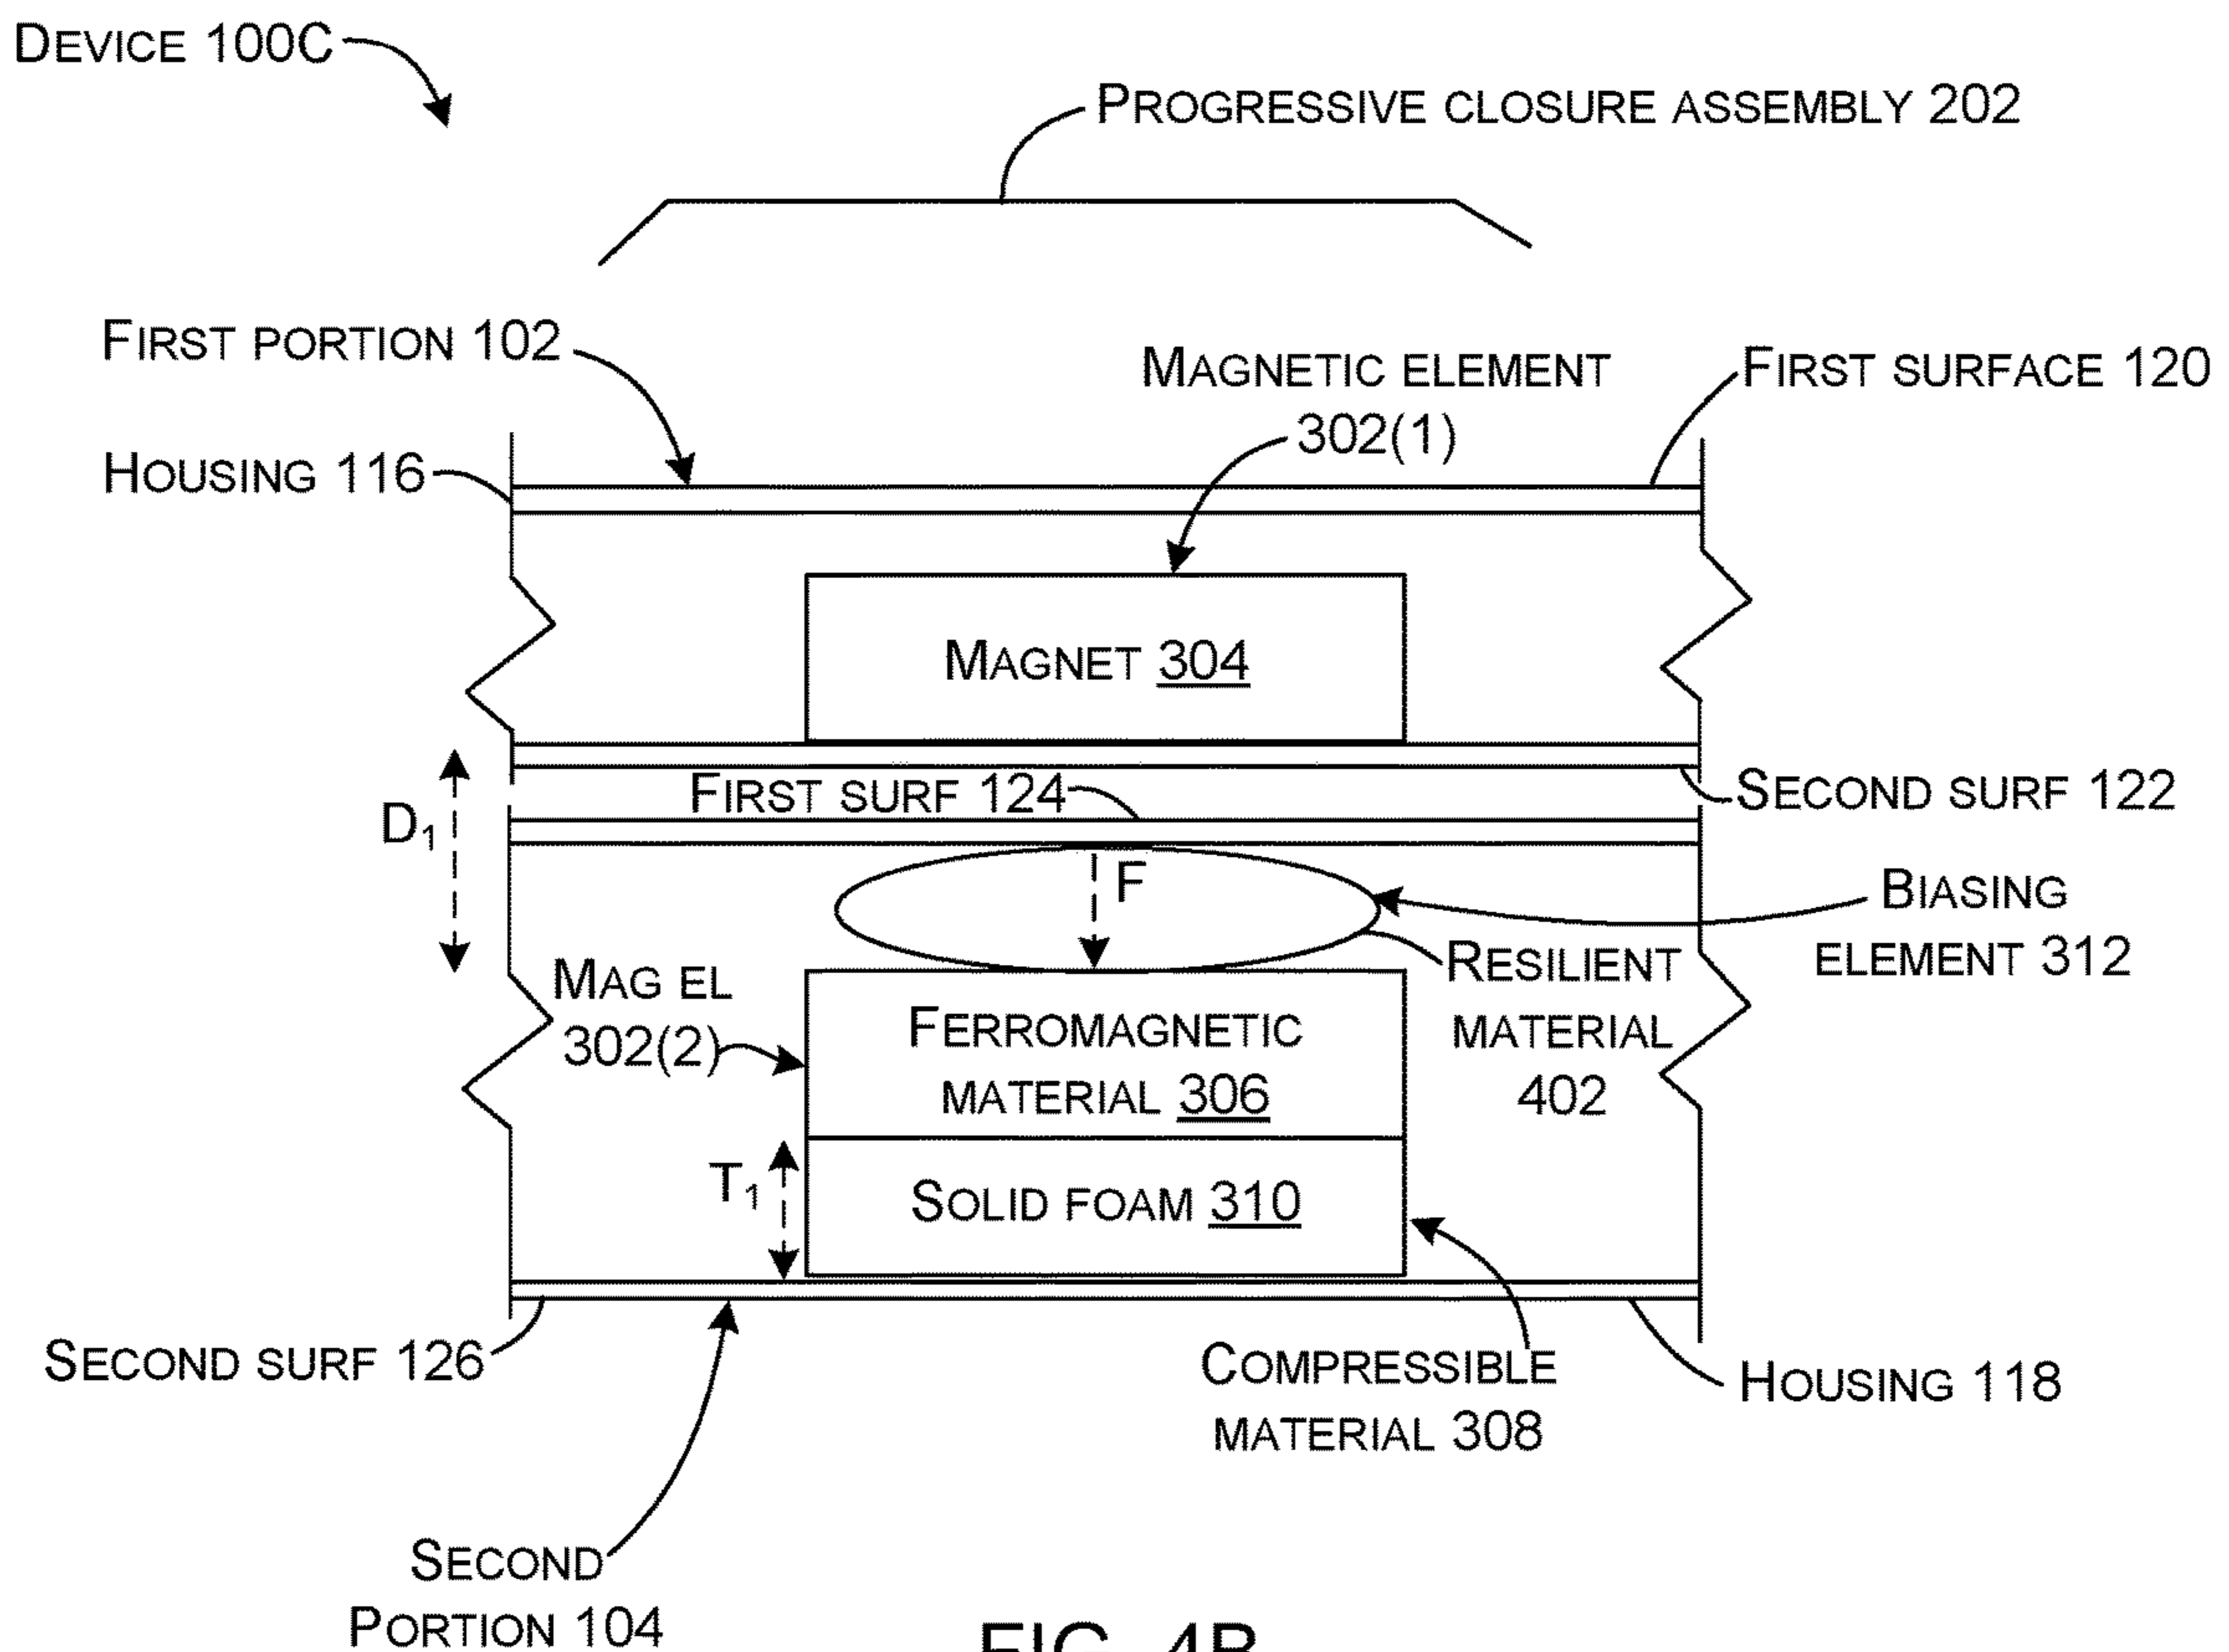 DEVICE 100C
PROGRESSIVE CLOSURE ASSEMBLY 202
FIRST PORTION 102
MAGNETIC ELEMENT
302(1)
FIRST SURFACE 120
HOUSING 116
MAGNET 304
FIRST SURF 124
SECOND SURF 122
D1
F
BIASING
ELEMENT 312
RESILIENT
MATERIAL
402
MAG EL
302(2)
FERROMAGNETIC
MATERIAL 306
T1
SOLID FOAM 310
SECOND SURF 126
COMPRESSIBLE
MATERIAL 308
HOUSING 118
SECOND
PORTION 104
FIG. 4B